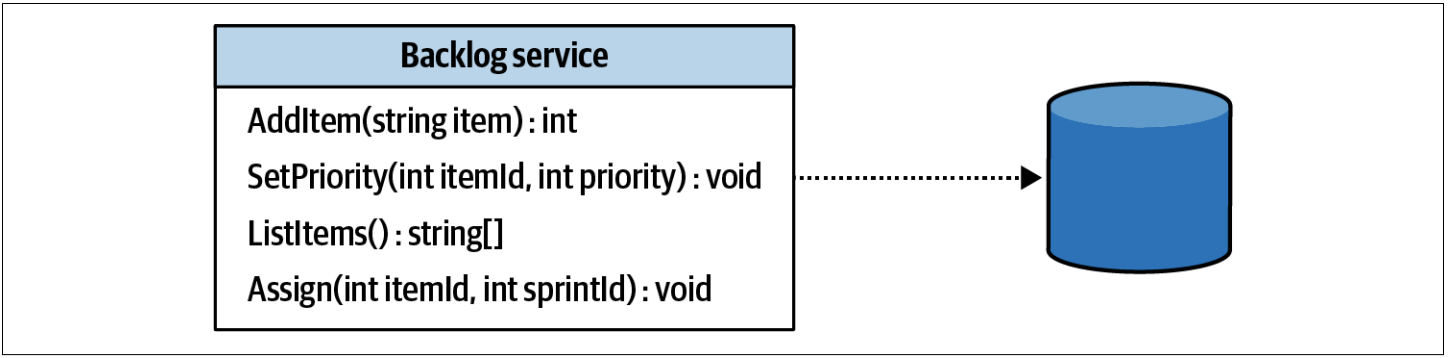 Backlog service
AddItem(string item) : int
SetPriority(int itemId, int priority) : void
ListItems() : string[]
Assign(int itemId, int sprintId) : void